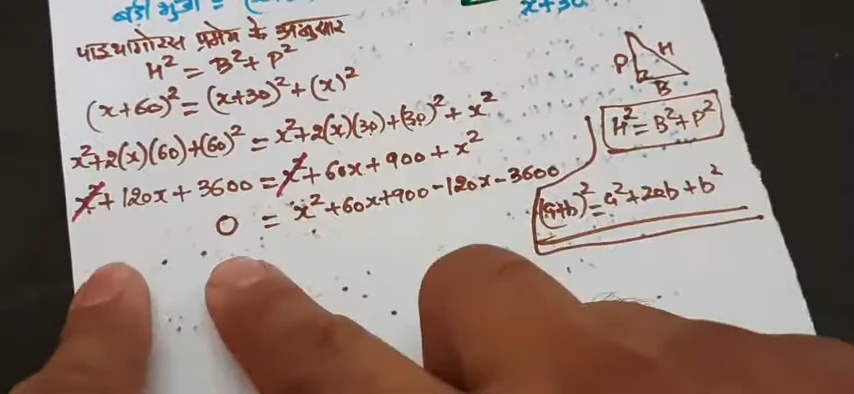 बड़ी भुजा =
x+30
पाइथागोरस प्रमेय के अनुसार
H² = B² + P²
(x+60)² = (x+30)² + (x)²
x²+2(x)(60)+(60)² = x²+2(x)(30)+(30)² + x²
x²+120x+3600 = x²+60x+900+x²
0 = x²+60x+900-120x-3600
P H
B
H² = B² + P²
(a+b)² = a²+2ab+b²